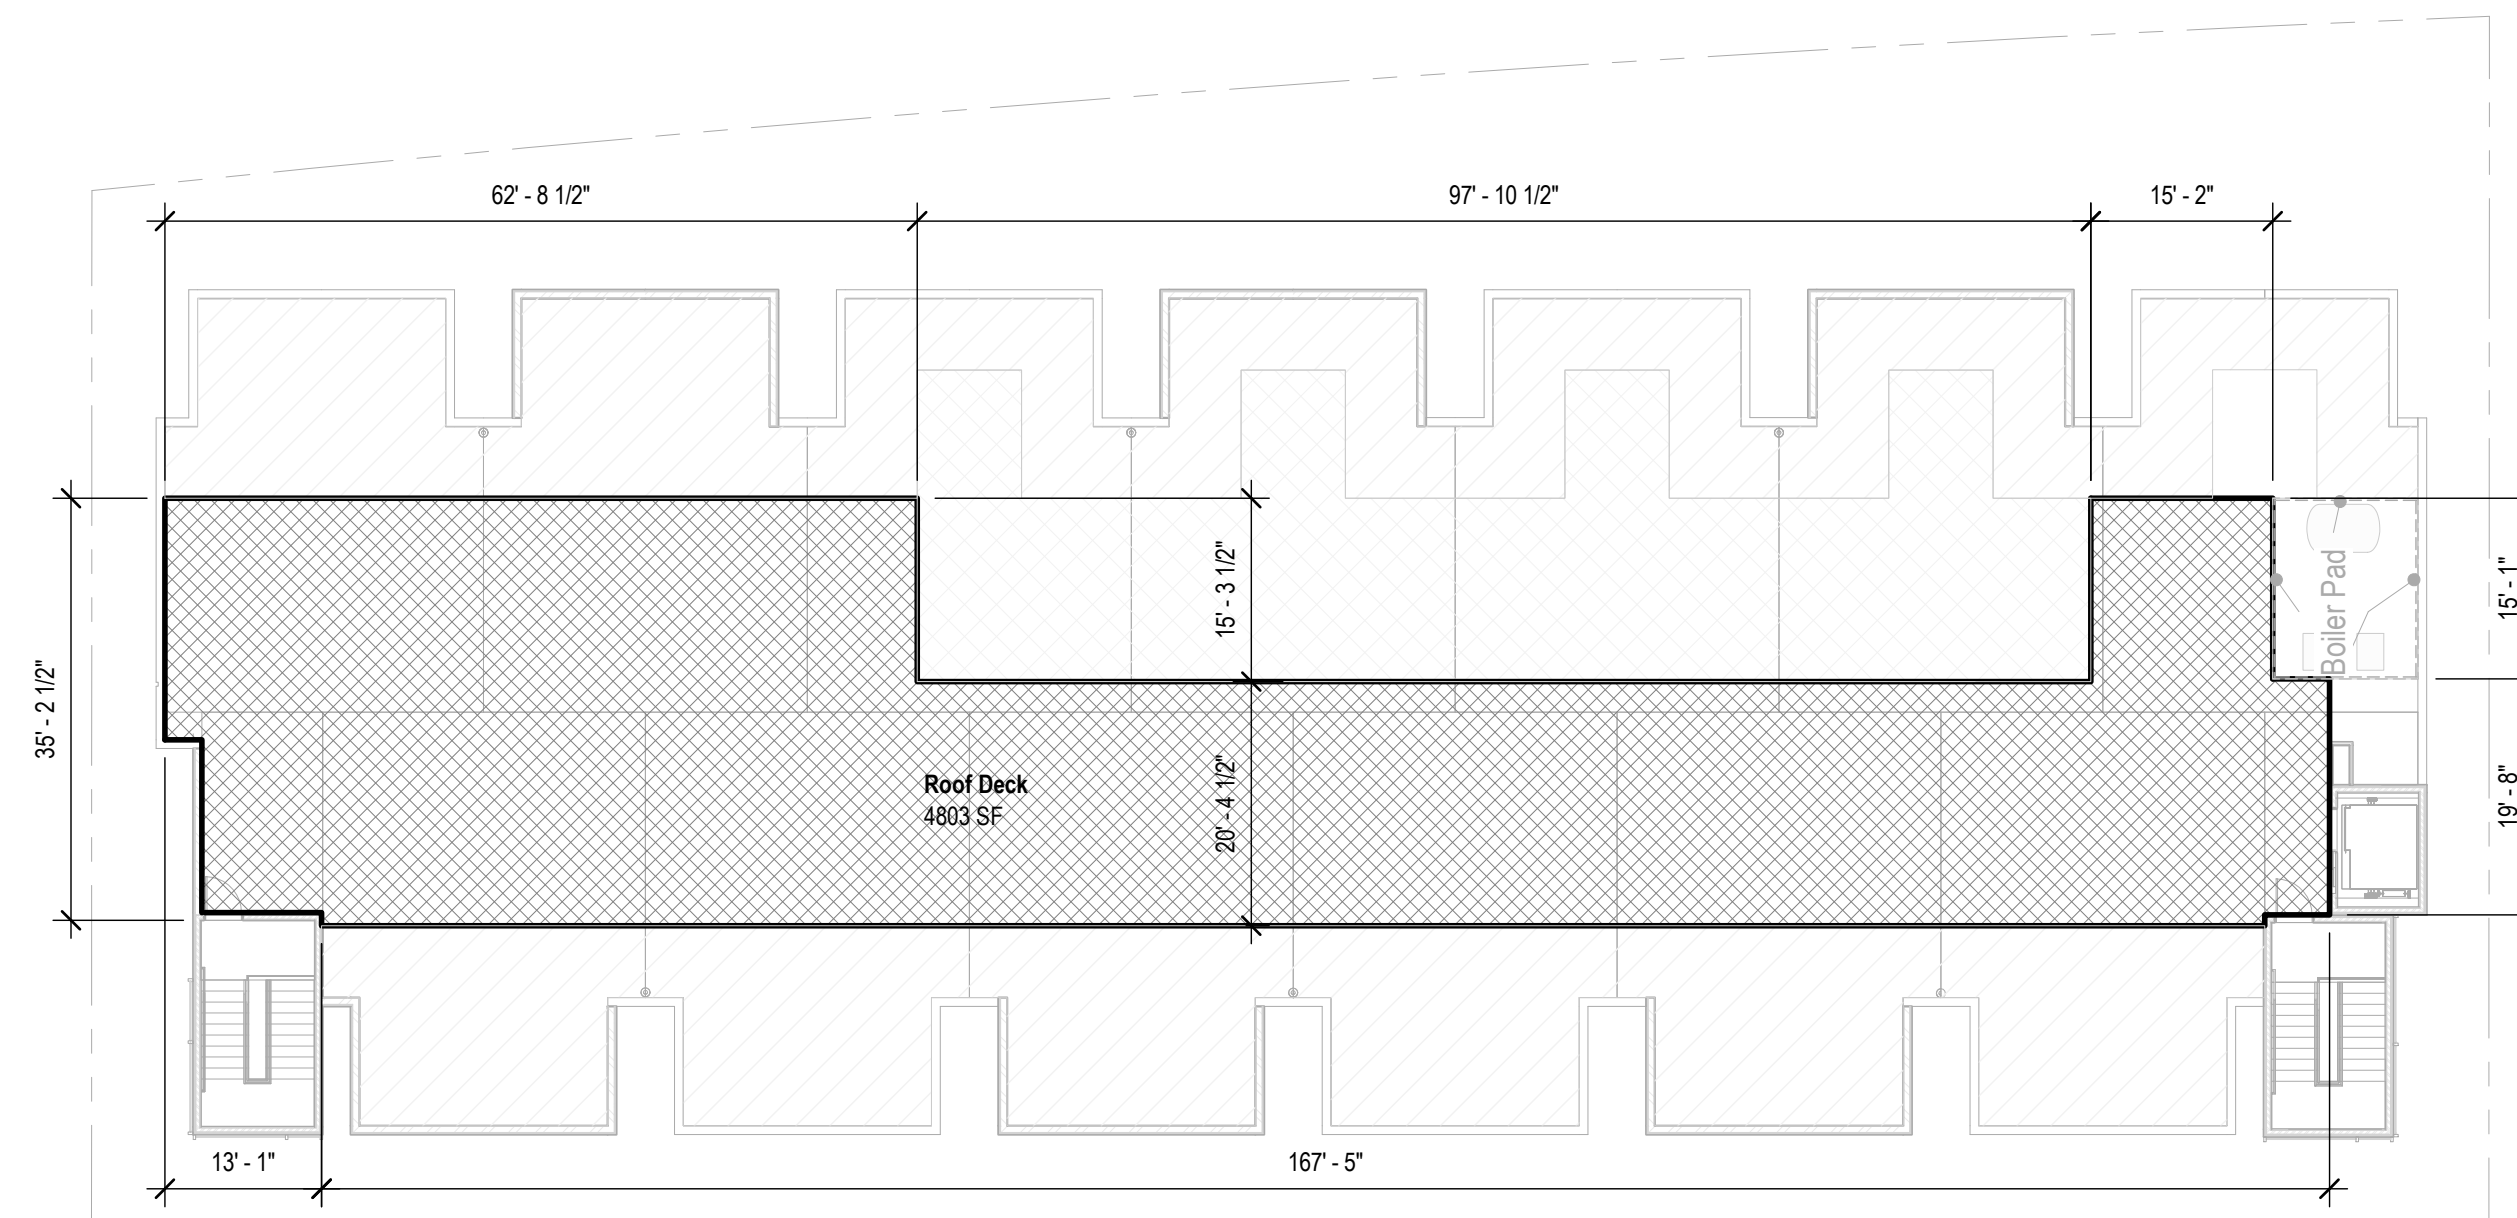 62' - 8 1/2"
97' - 10 1/2"
15' - 2"
15' - 3 1/2"
15' - 1"
Boiler Pad
35' - 2 1/2"
Roof Deck
4803 SF
20' - 4 1/2"
19' - 8"
13' - 1"
167' - 5"